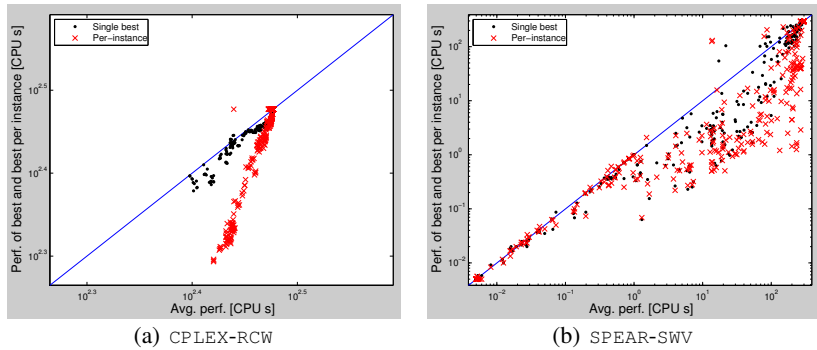 Single best
Per-instance
Perf. of best and best per instance [CPU s]
10^2.5
10^2.4
10^2.3
10^2.3
10^2.4
10^2.5
Avg. perf. [CPU s]
(a) CPLEX-RCW
Single best
Per-instance
Perf. of best and best per instance [CPU s]
10^2
10^1
10^0
10^-1
10^-2
10^-2
10^-1
10^0
10^1
10^2
Avg. perf. [CPU s]
(b) SPEAR-SWV